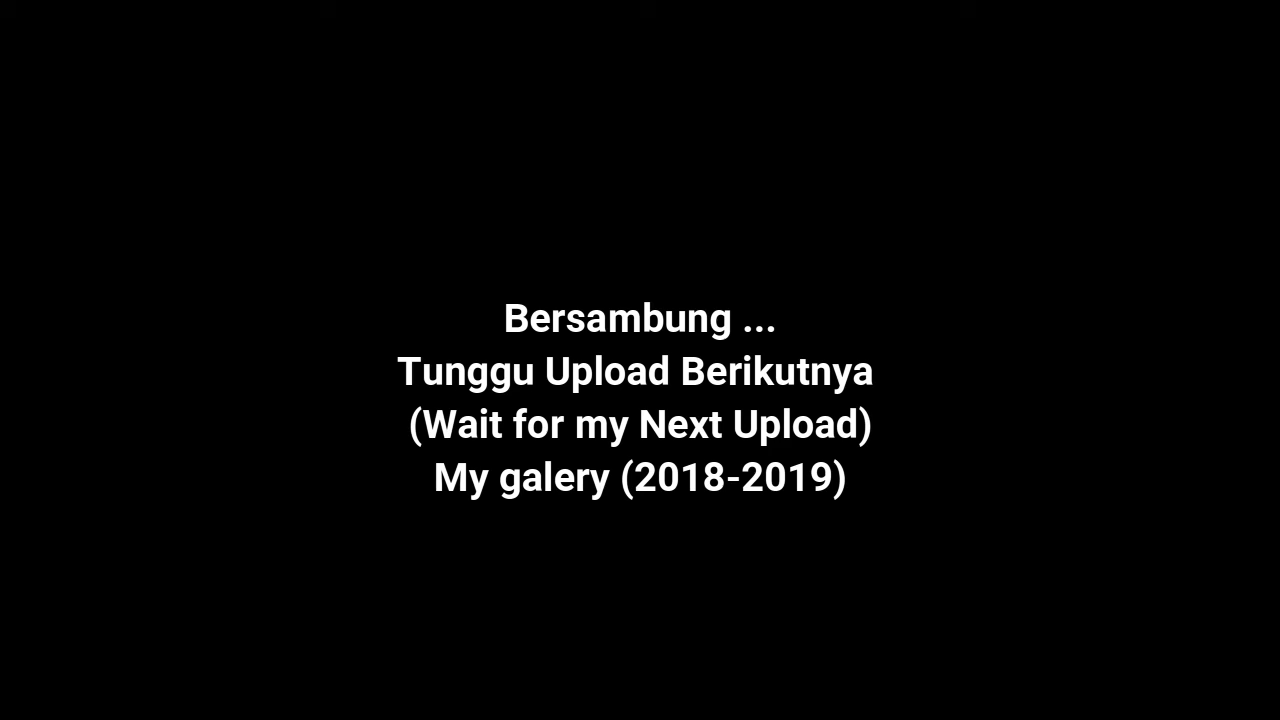 Bersambung ...
Tunggu Upload Berikutnya
(Wait for my Next Upload)
My galery (2018-2019)